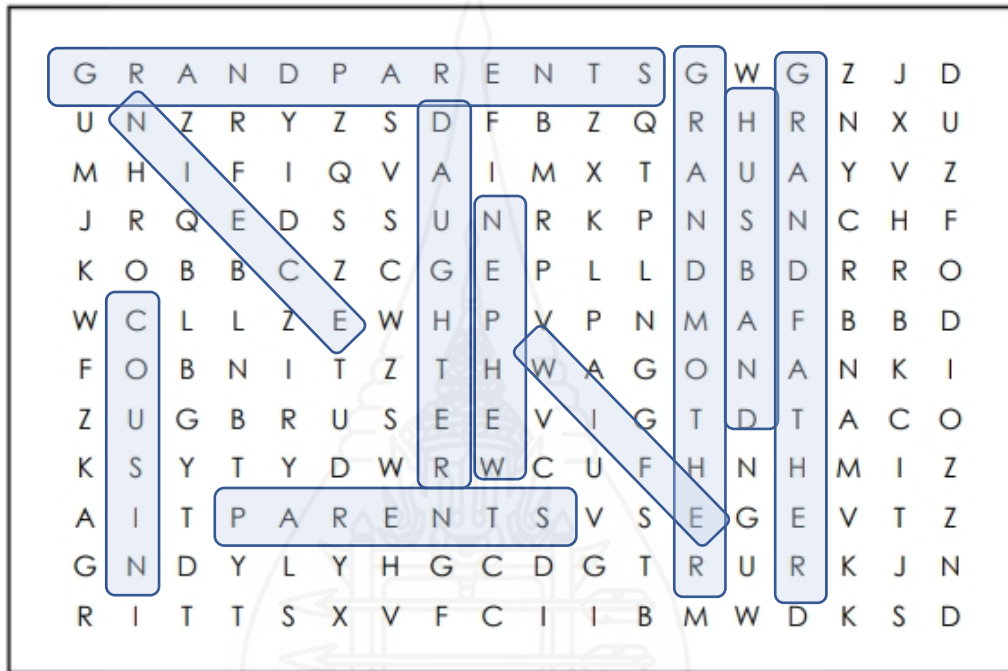 G R A N D P A R E N T S G W G Z J D
U N Z R Y Z S D F B Z Q R H R N X U
M H I F I Q V A I M X T A U A Y V Z
J R Q E D S S U N R K P N S N C H F
K O B B C Z C G E P L L D B D R R O
W C L L Z E W H P V P N M A F B B D
F O B N I T Z T H W A G O N A N K I
Z U G B R U S E E V I G T D T A C O
K S Y T Y D W R W C U F H N H M I Z
A I T P A R E N T S V S E G E V T Z
G N D Y L Y H G C D G T R U R K J N
R I T T S X V F C I I B M W D K S D